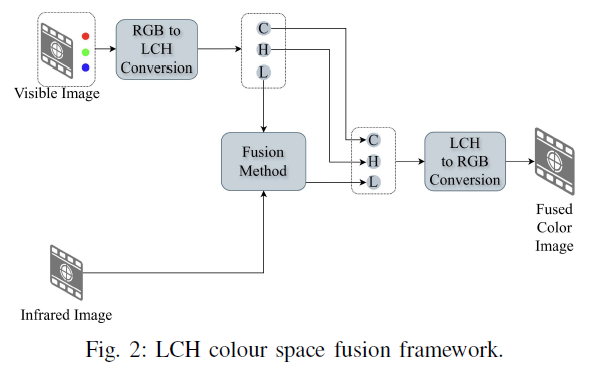 RGB to
LCH
Conversion
Visible Image
C
H
L
Fusion
Method
C
H
L
LCH
to RGB
Conversion
Fused
Color
Image
Infrared Image
Fig. 2: LCH colour space fusion framework.